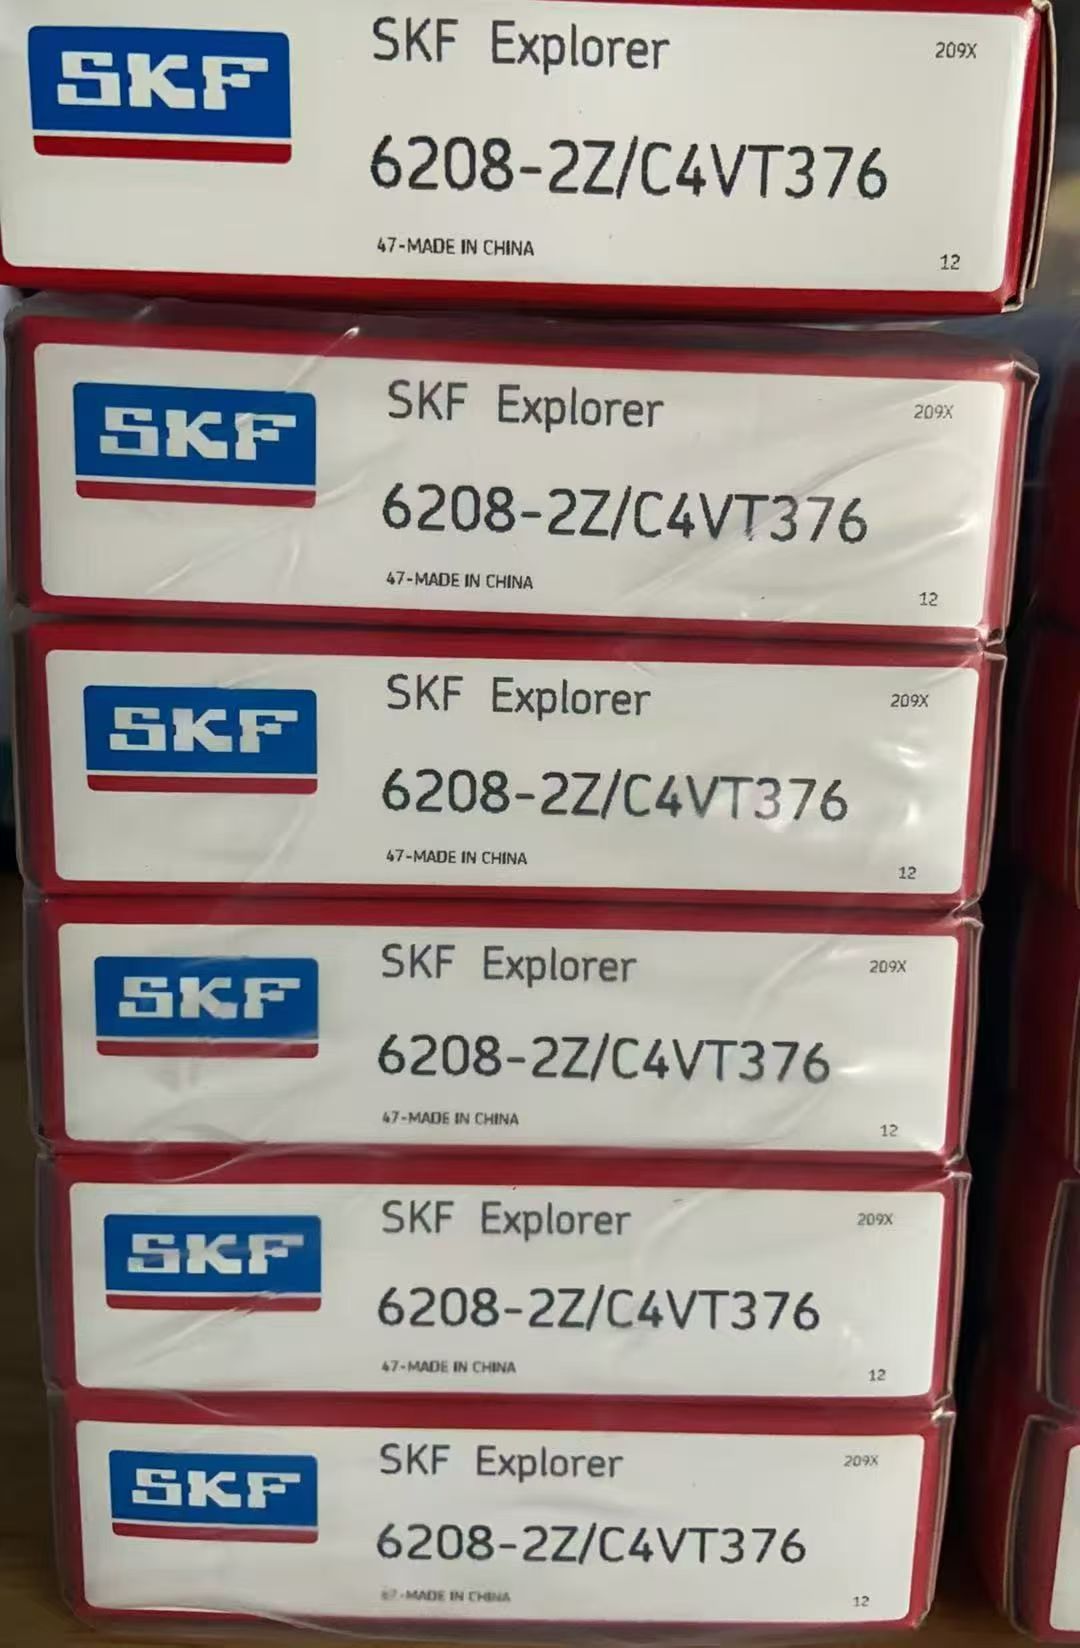 SKF
SKF Explorer
209X
6208-2Z/C4VT376
47-MADE IN CHINA
12
SKF
SKF Explorer
209X
6208-2Z/C4VT376
47-MADE IN CHINA
12
SKF
SKF Explorer
209X
6208-2Z/C4VT376
47-MADE IN CHINA
12
SKF
SKF Explorer
209X
6208-2Z/C4VT376
47-MADE IN CHINA
12
SKF
SKF Explorer
209X
6208-2Z/C4VT376
47-MADE IN CHINA
12
SKF
SKF Explorer
209X
6208-2Z/C4VT376
47-MADE IN CHINA
12